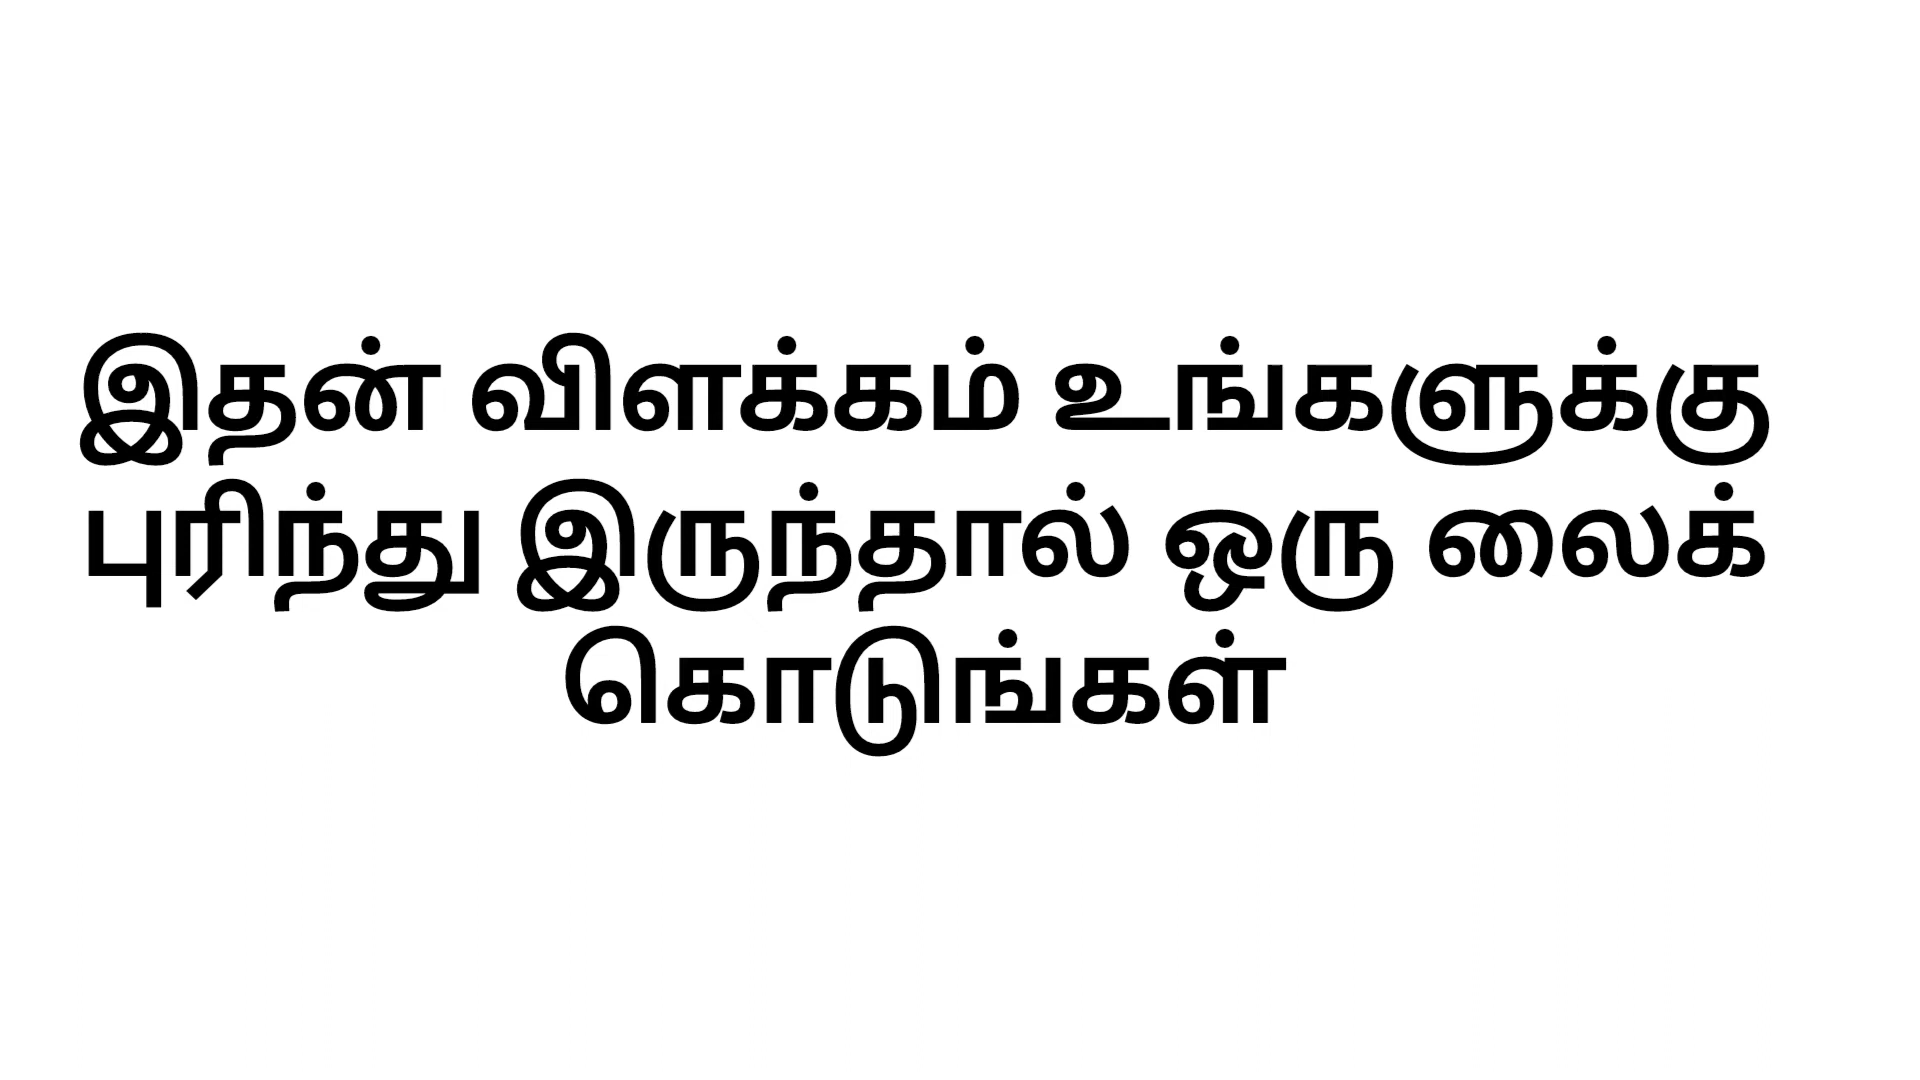 இதன் விளக்கம் உங்களுக்கு
புரிந்து இருந்தால் ஒரு லைக்
கொடுங்கள்